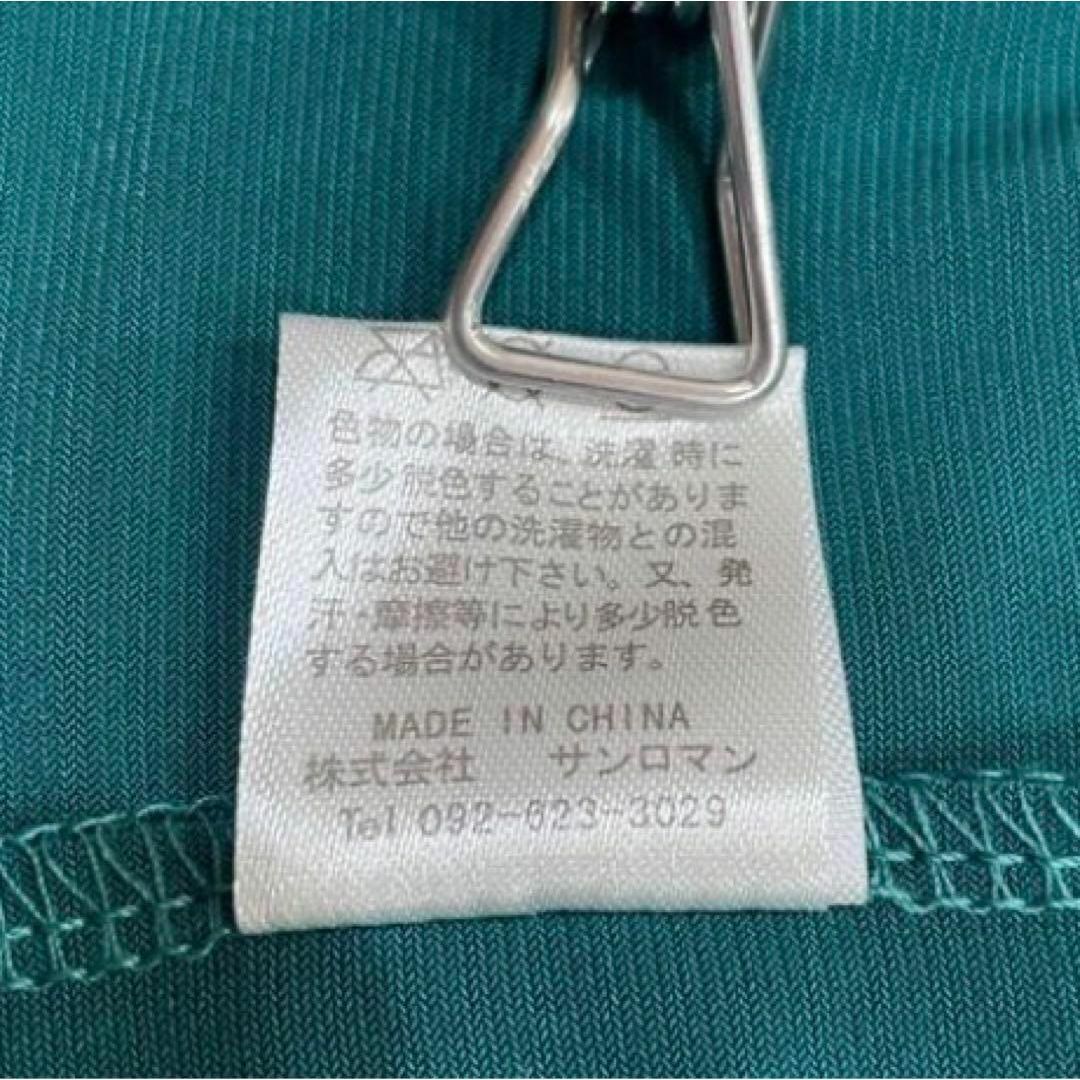 色物の場合は、洗濯時に
多少脱色することがありま
すので他の洗濯物との混
入はお避け下さい。又、発
汗・摩擦等により多少脱色
する場合があります。
MADE IN CHINA
株式会社　サンロマン
Tel 092-623-3029